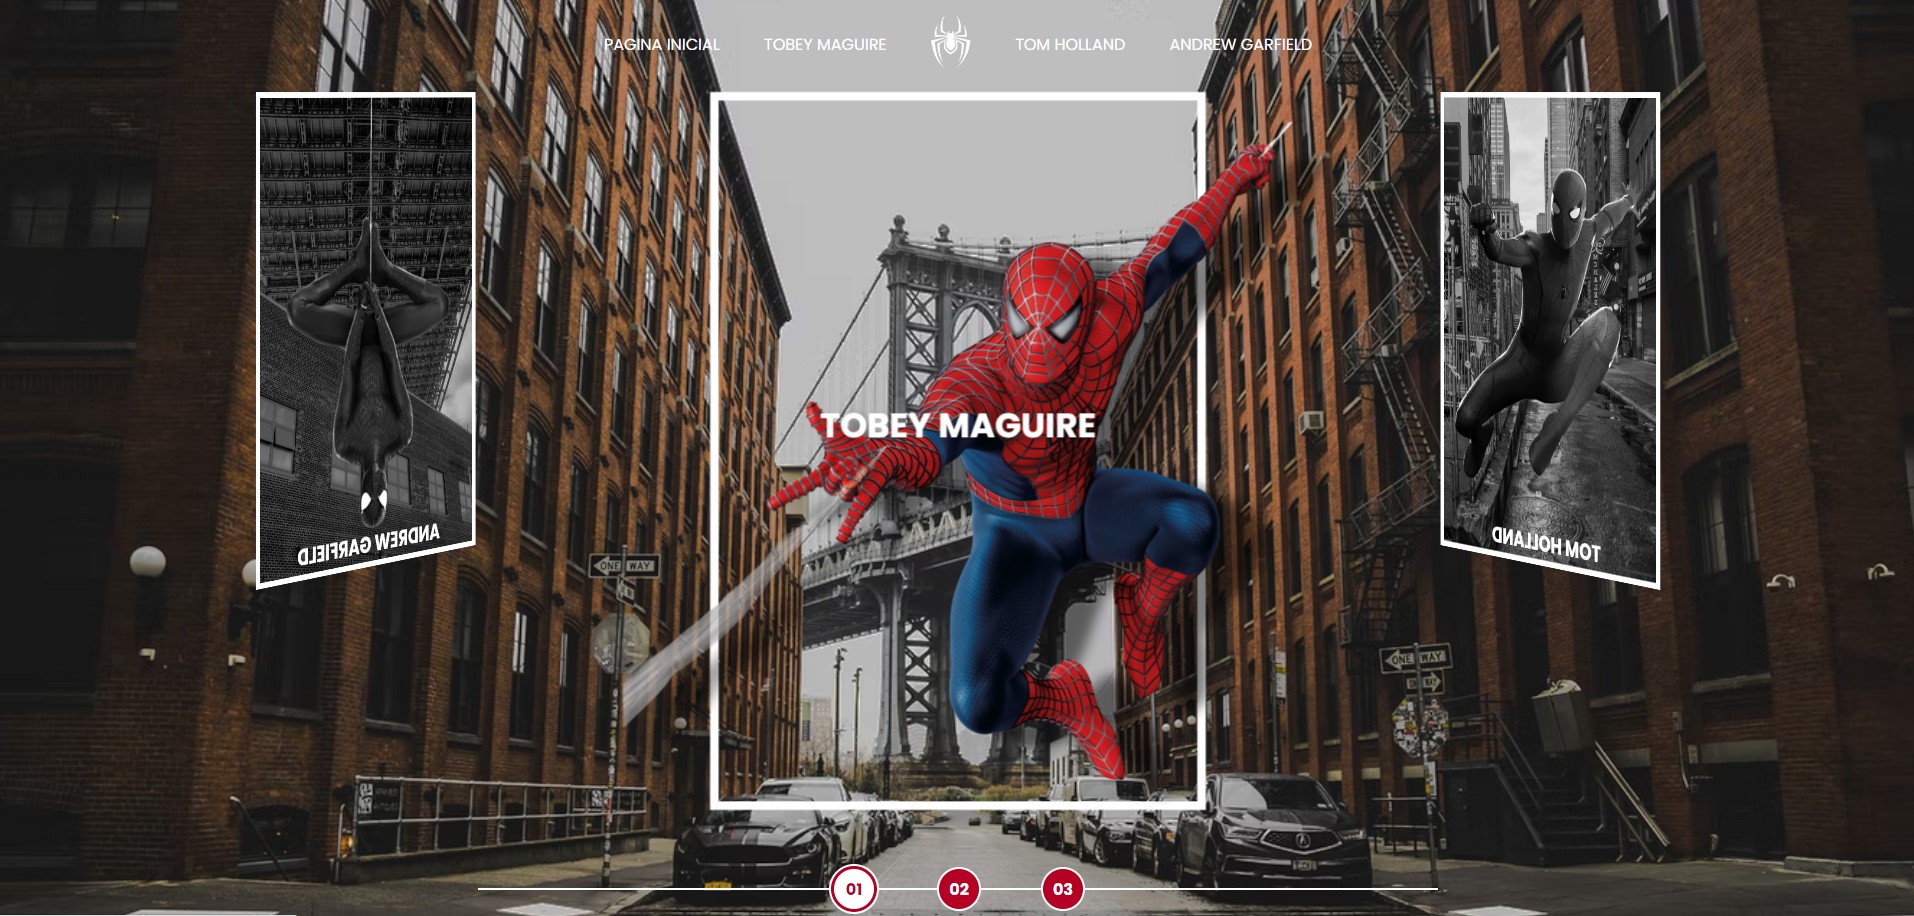 PAGINA INICIAL
TOBEY MAGUIRE
TOM HOLLAND
ANDREW GARFIELD
ANDREW GARFIELD
TOBEY MAGUIRE
TOM HOLLAND
ONE WAY
ONE WAY
01
02
03